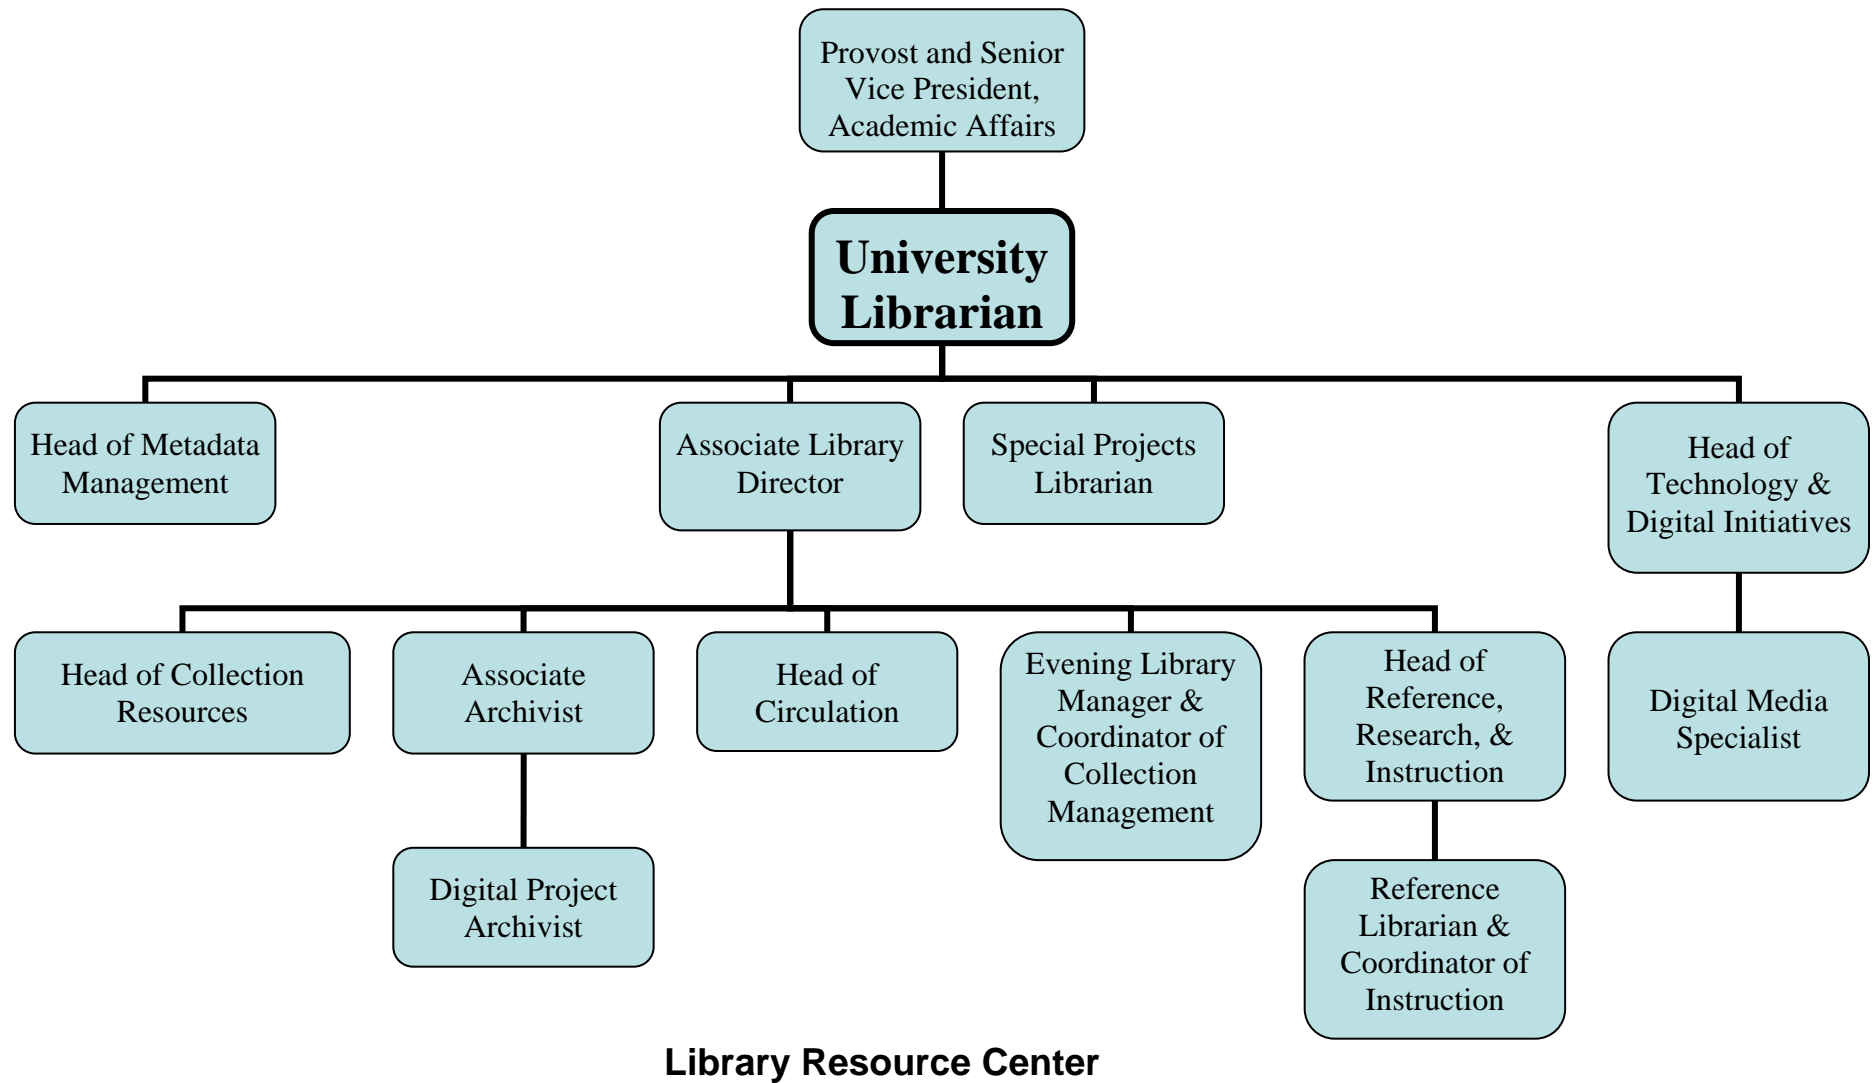 Provost and Senior
Vice President,
Academic Affairs
University
Librarian
Head of Metadata
Management
Associate Library
Director
Special Projects
Librarian
Head of
Technology &
Digital Initiatives
Head of Collection
Resources
Associate
Archivist
Head of
Circulation
Evening Library
Manager &
Coordinator of
Collection
Management
Head of
Reference,
Research, &
Instruction
Digital Media
Specialist
Digital Project
Archivist
Reference
Librarian &
Coordinator of
Instruction
Library Resource Center